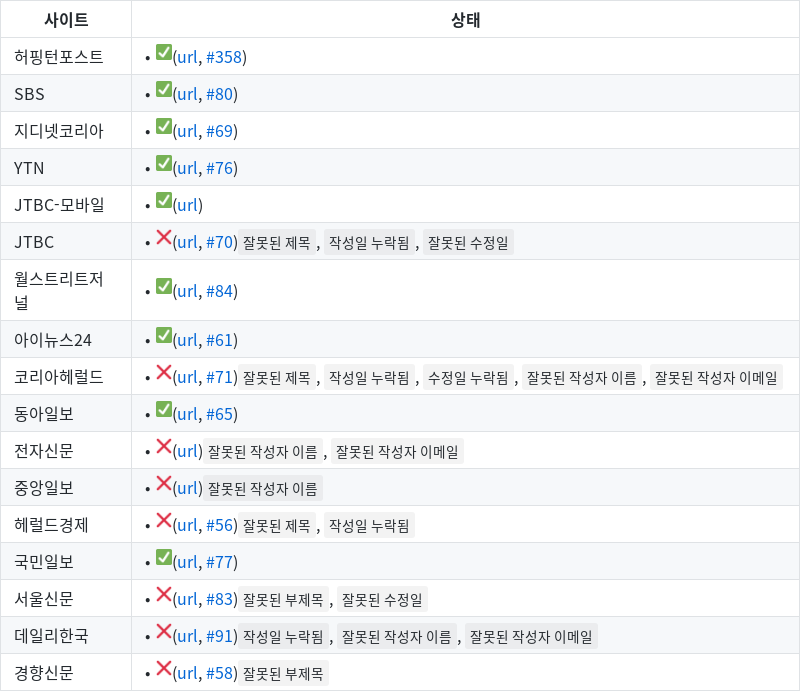 사이트 상태
허핑턴포스트 • ✅(url, #358)
SBS • ✅(url, #80)
지디넷코리아 • ✅(url, #69)
YTN • ✅(url, #76)
JTBC-모바일 • ✅(url)
JTBC • ❌(url, #70) 잘못된 제목 , 작성일 누락됨 , 잘못된 수정일
월스트리트저
널 • ✅(url, #84)
아이뉴스24 • ✅(url, #61)
코리아헤럴드 • ❌(url, #71) 잘못된 제목 , 작성일 누락됨 , 수정일 누락됨 , 잘못된 작성자 이름 , 잘못된 작성자 이메일
동아일보 • ✅(url, #65)
전자신문 • ❌(url) 잘못된 작성자 이름 , 잘못된 작성자 이메일
중앙일보 • ❌(url) 잘못된 작성자 이름
헤럴드경제 • ❌(url, #56) 잘못된 제목 , 작성일 누락됨
국민일보 • ✅(url, #77)
서울신문 • ❌(url, #83) 잘못된 부제목 , 잘못된 수정일
데일리한국 • ❌(url, #91) 작성일 누락됨 , 잘못된 작성자 이름 , 잘못된 작성자 이메일
경향신문 • ❌(url, #58) 잘못된 부제목